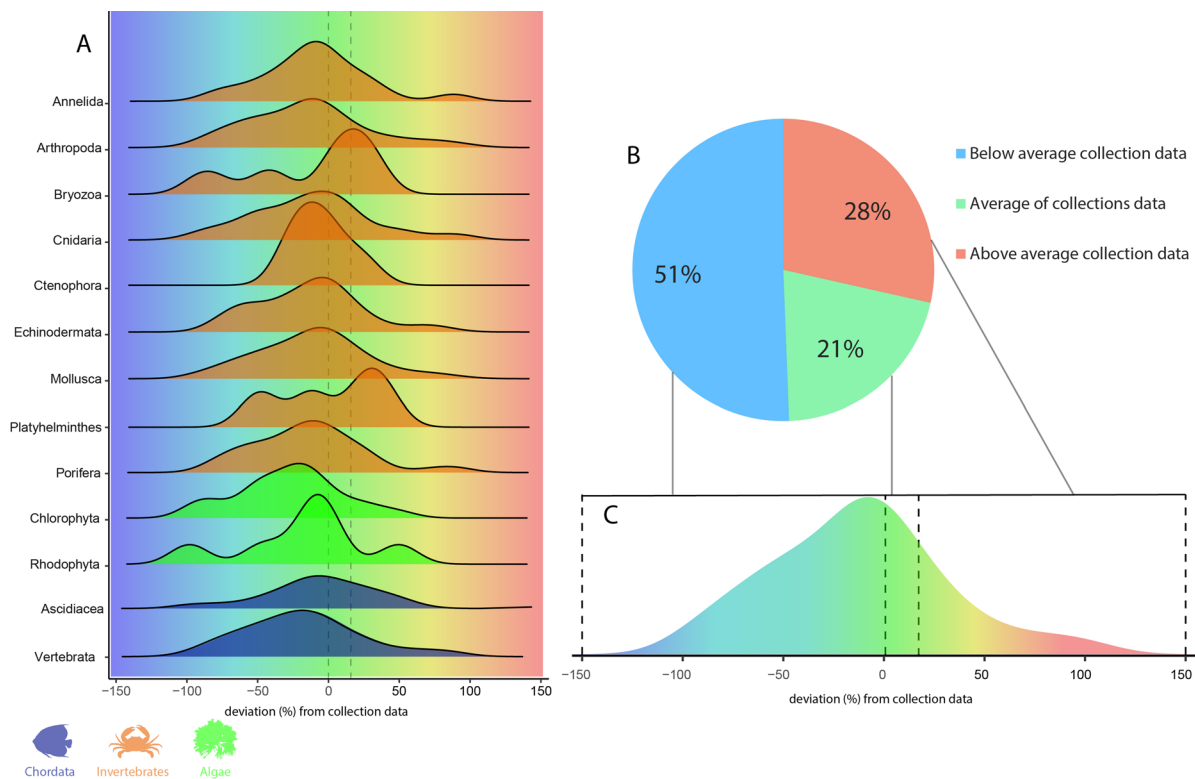 A
Annelida
Arthropoda
Bryozoa
Cnidaria
Ctenophora
Echinodermata
Mollusca
Platyhelminthes
Porifera
Chlorophyta
Rhodophyta
Ascidiacea
Vertebrata
−150 −100 −50 0 50 100 150
deviation (%) from collection data
Chordata Invertebrates Algae
B
51%
28%
21%
Below average collection data
Average of collections data
Above average collection data
C
−150 −100 −50 0 50 100 150
deviation (%) from collection data